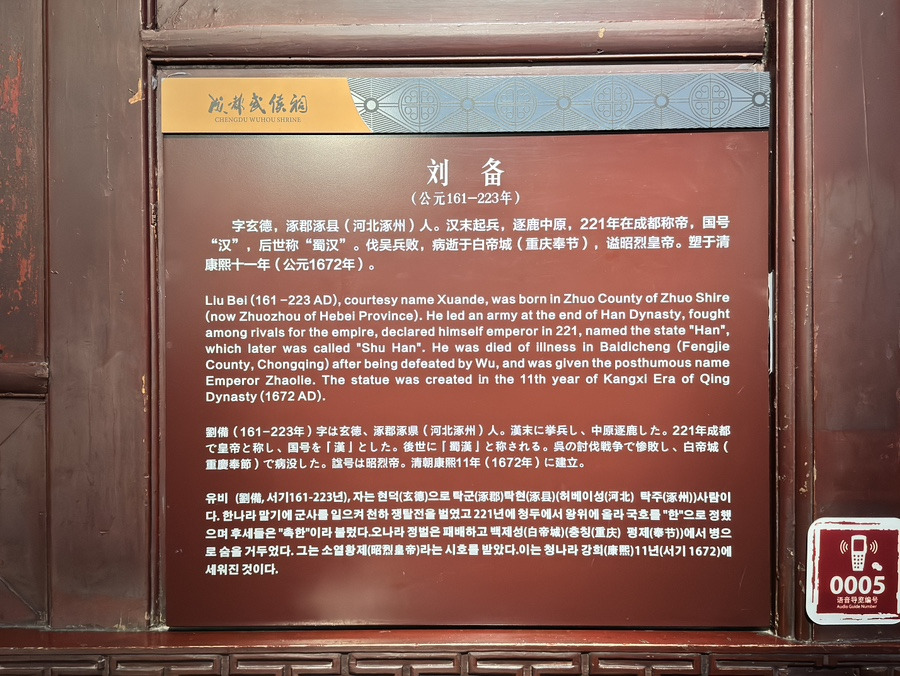 成都武侯祠
CHENGDU WUHOU SHRINE
刘 备
（公元161—223年）
字玄德，涿郡涿县（河北涿州）人。汉末起兵，逐鹿中原，221年在成都称帝，国号
“汉”，后世称“蜀汉”。伐吴兵败，病逝于白帝城（重庆奉节），谥昭烈皇帝。塑于清
康熙十一年（公元1672年）。
Liu Bei (161 –223 AD), courtesy name Xuande, was born in Zhuo County of Zhuo Shire
(now Zhuozhou of Hebei Province). He led an army at the end of Han Dynasty, fought
among rivals for the empire, declared himself emperor in 221, named the state "Han",
which later was called "Shu Han". He was died of illness in Baidicheng (Fengjie
County, Chongqing) after being defeated by Wu, and was given the posthumous name
Emperor Zhaolie. The statue was created in the 11th year of Kangxi Era of Qing
Dynasty (1672 AD).
劉備（161—223年）字は玄徳、涿郡涿県（河北涿州）人。漢末に挙兵し、中原逐鹿した。221年成都
で皇帝と称し、国号を「漢」とした。後世に「蜀漢」と称される。呉の討伐戦争で惨敗し、白帝城（
重慶奉節）で病没した。諡号は昭烈帝。清朝康熙11年（1672年）に建立。
유비 (劉備, 서기161-223년), 자는 현덕(玄德)으로 탁군(涿郡)탁현(涿县)(허베이성(河北) 탁주(涿州))사람이
다. 한나라 말기에 군사를 일으켜 천하 쟁탈전을 벌였고 221년에 청두에서 왕위에 올라 국호를 "한"으로 정했
으며 후세들은 "촉한"이라 불렀다.오나라 정벌은 패배하고 백제성(白帝城)(충칭(重庆) 펑제(奉节))에서 병으
로 숨을 거두었다. 그는 소열황제(昭烈皇帝)라는 시호를 받았다.이는 청나라 강희(康熙)11년(서기 1672)에
세워진 것이다.
0005
语音导览编号
Audio Guide Number